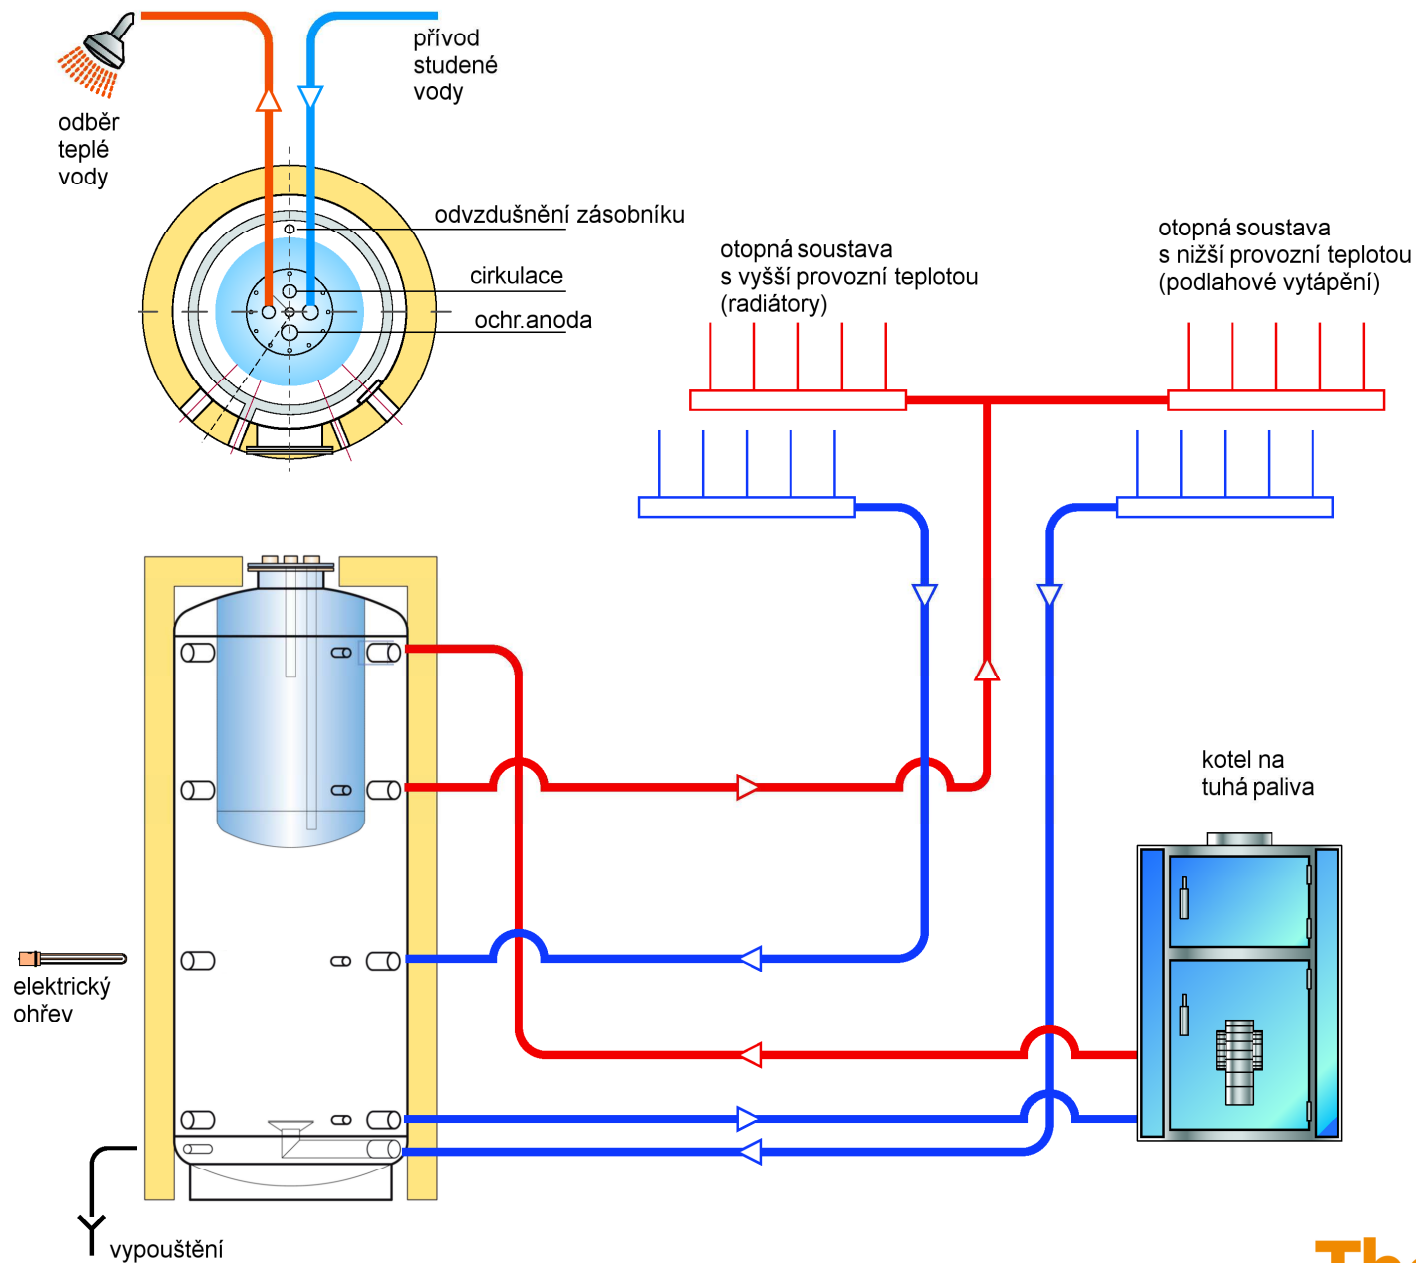 přívod
studené
vody
odběr
teplé
vody
odvzdušnění zásobníku
cirkulace
ochr.anoda
otopná soustava
s vyšší provozní teplotou
(radiátory)
otopná soustava
s nižší provozní teplotou
(podlahové vytápění)
kotel na
tuhá paliva
elektrický
ohřev
vypouštění